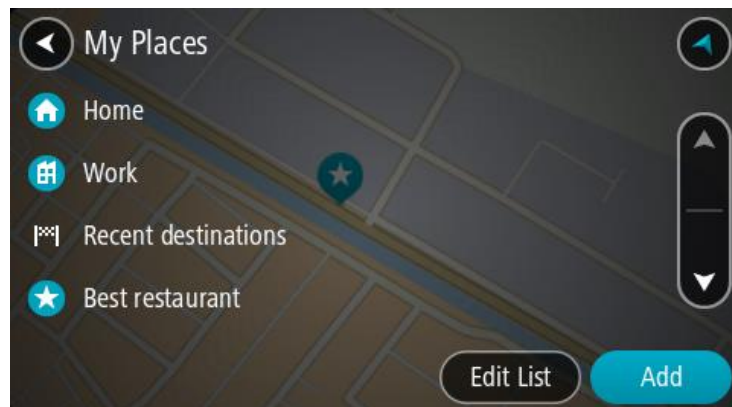 My Places
Home
Work
Recent destinations
Best restaurant
Edit List
Add